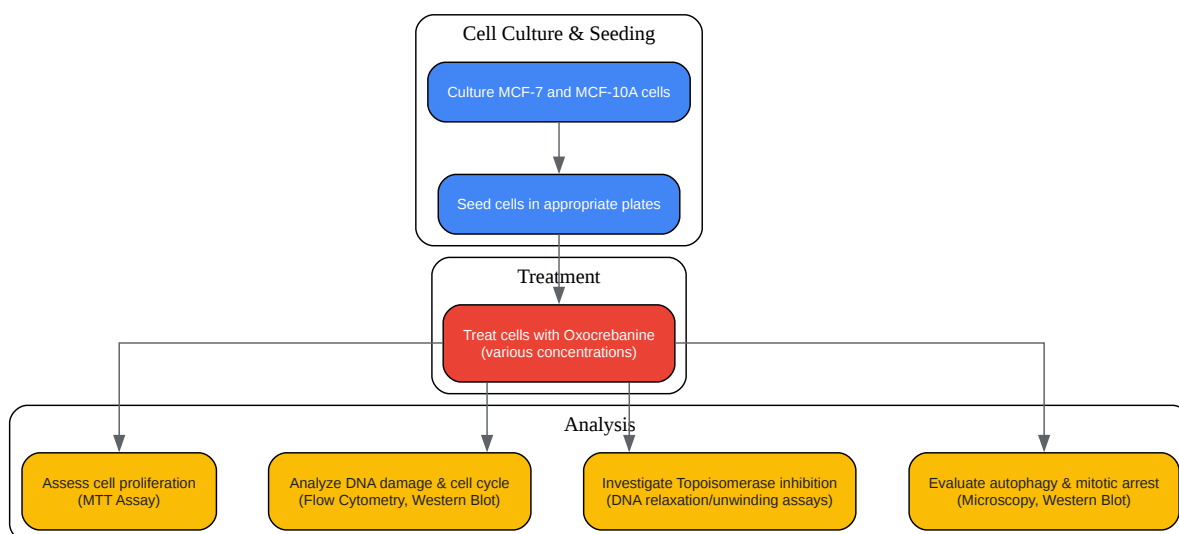 Cell Culture & Seeding
Culture MCF-7 and MCF-10A cells
Seed cells in appropriate plates
Treatment
Treat cells with Oxocrebanine
(various concentrations)
Analysis
Assess cell proliferation
(MTT Assay)
Analyze DNA damage & cell cycle
(Flow Cytometry, Western Blot)
Investigate Topoisomerase inhibition
(DNA relaxation/unwinding assays)
Evaluate autophagy & mitotic arrest
(Microscopy, Western Blot)